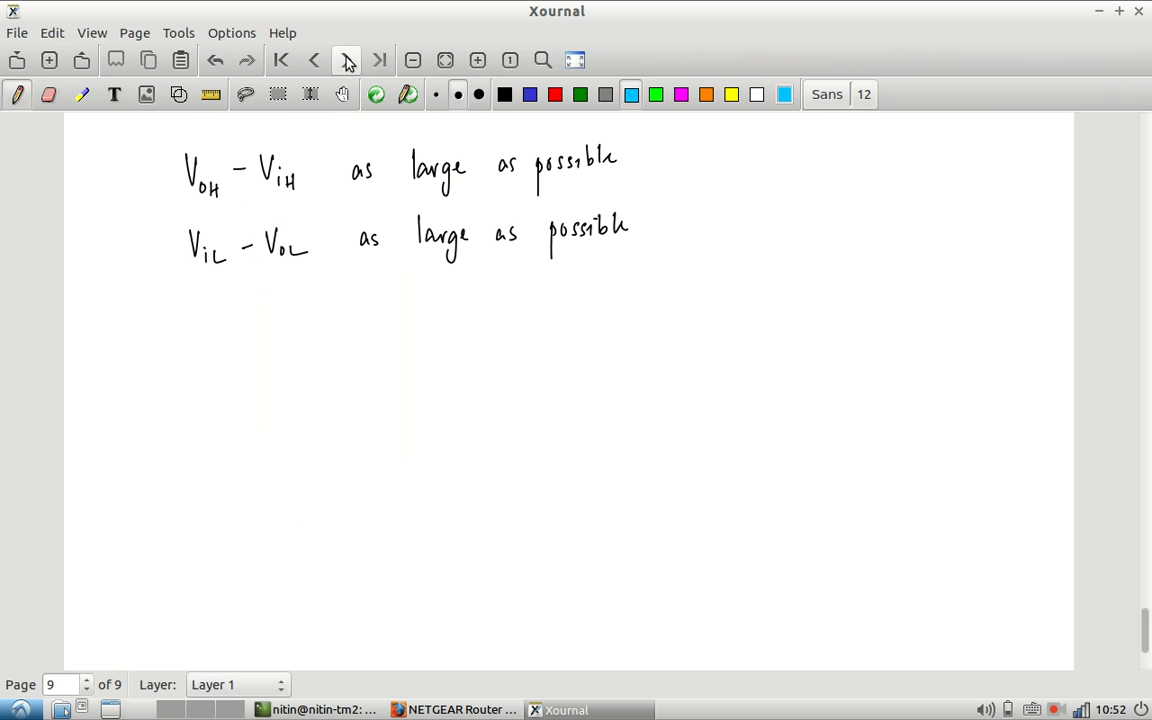 Xournal
File Edit View Page Tools Options Help
Sans 12
VOH - ViH as large as possible
ViL - VOL as large as possible
Page 9 of 9 Layer: Layer 1
nitin@nitin-tm2: ... NETGEAR Router ... Xournal 10:52